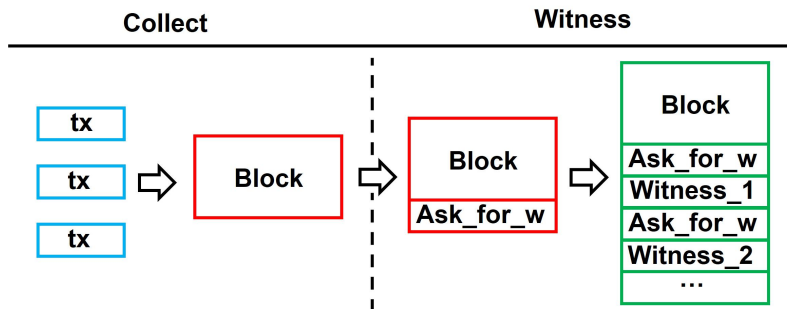 Collect
Witness
tx
tx
tx
Block
Block
Ask_for_w
Block
Ask_for_w
Witness_1
Ask_for_w
Witness_2
...